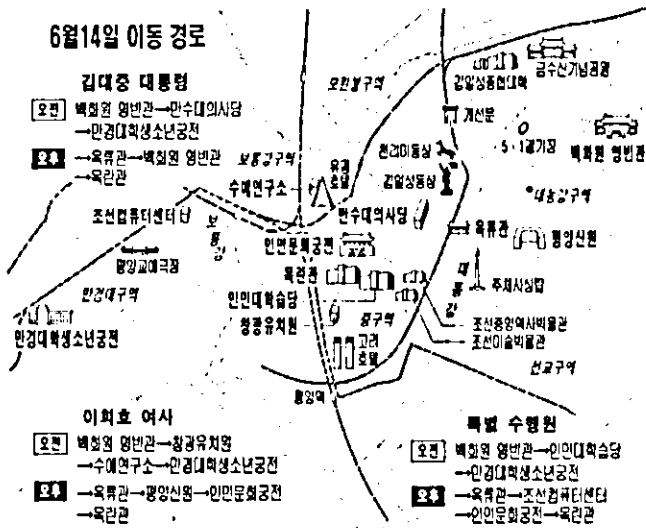 6월14일 이동 경로
김대중 대통령
오전 백화원 영빈관→만수대의사당
→만경대학생소년궁전
오후 →옥류관→백화원 영빈관
→목란관
모란봉구역
김일성종합대학
금수산기념궁전
개선문
5·1경기장
백화원 영빈관
천리마동상
김일성동상
대동강구역
보통강구역
수예연구소
유경
호텔
만수대의사당
조선컴퓨터센터
보통강
인민문화궁전
옥류관
평양산원
평양교예극장
목란관
대동강
주체사상탑
만경대구역
인민대학습당
만경대학생소년궁전
창광유치원
중구역
조선중앙역사박물관
조선미술박물관
고려
호텔
선교구역
평양역
이희호 여사
오전 백화원 영빈관→창광유치원
→수예연구소→만경대학생소년궁전
오후 →옥류관→평양산원→인민문화궁전
→목란관
특별 수행원
오전 백화원 영빈관→인민대학습당
→만경대학생소년궁전
오후 →옥류관→조선컴퓨터센터
→인민문화궁전→목란관